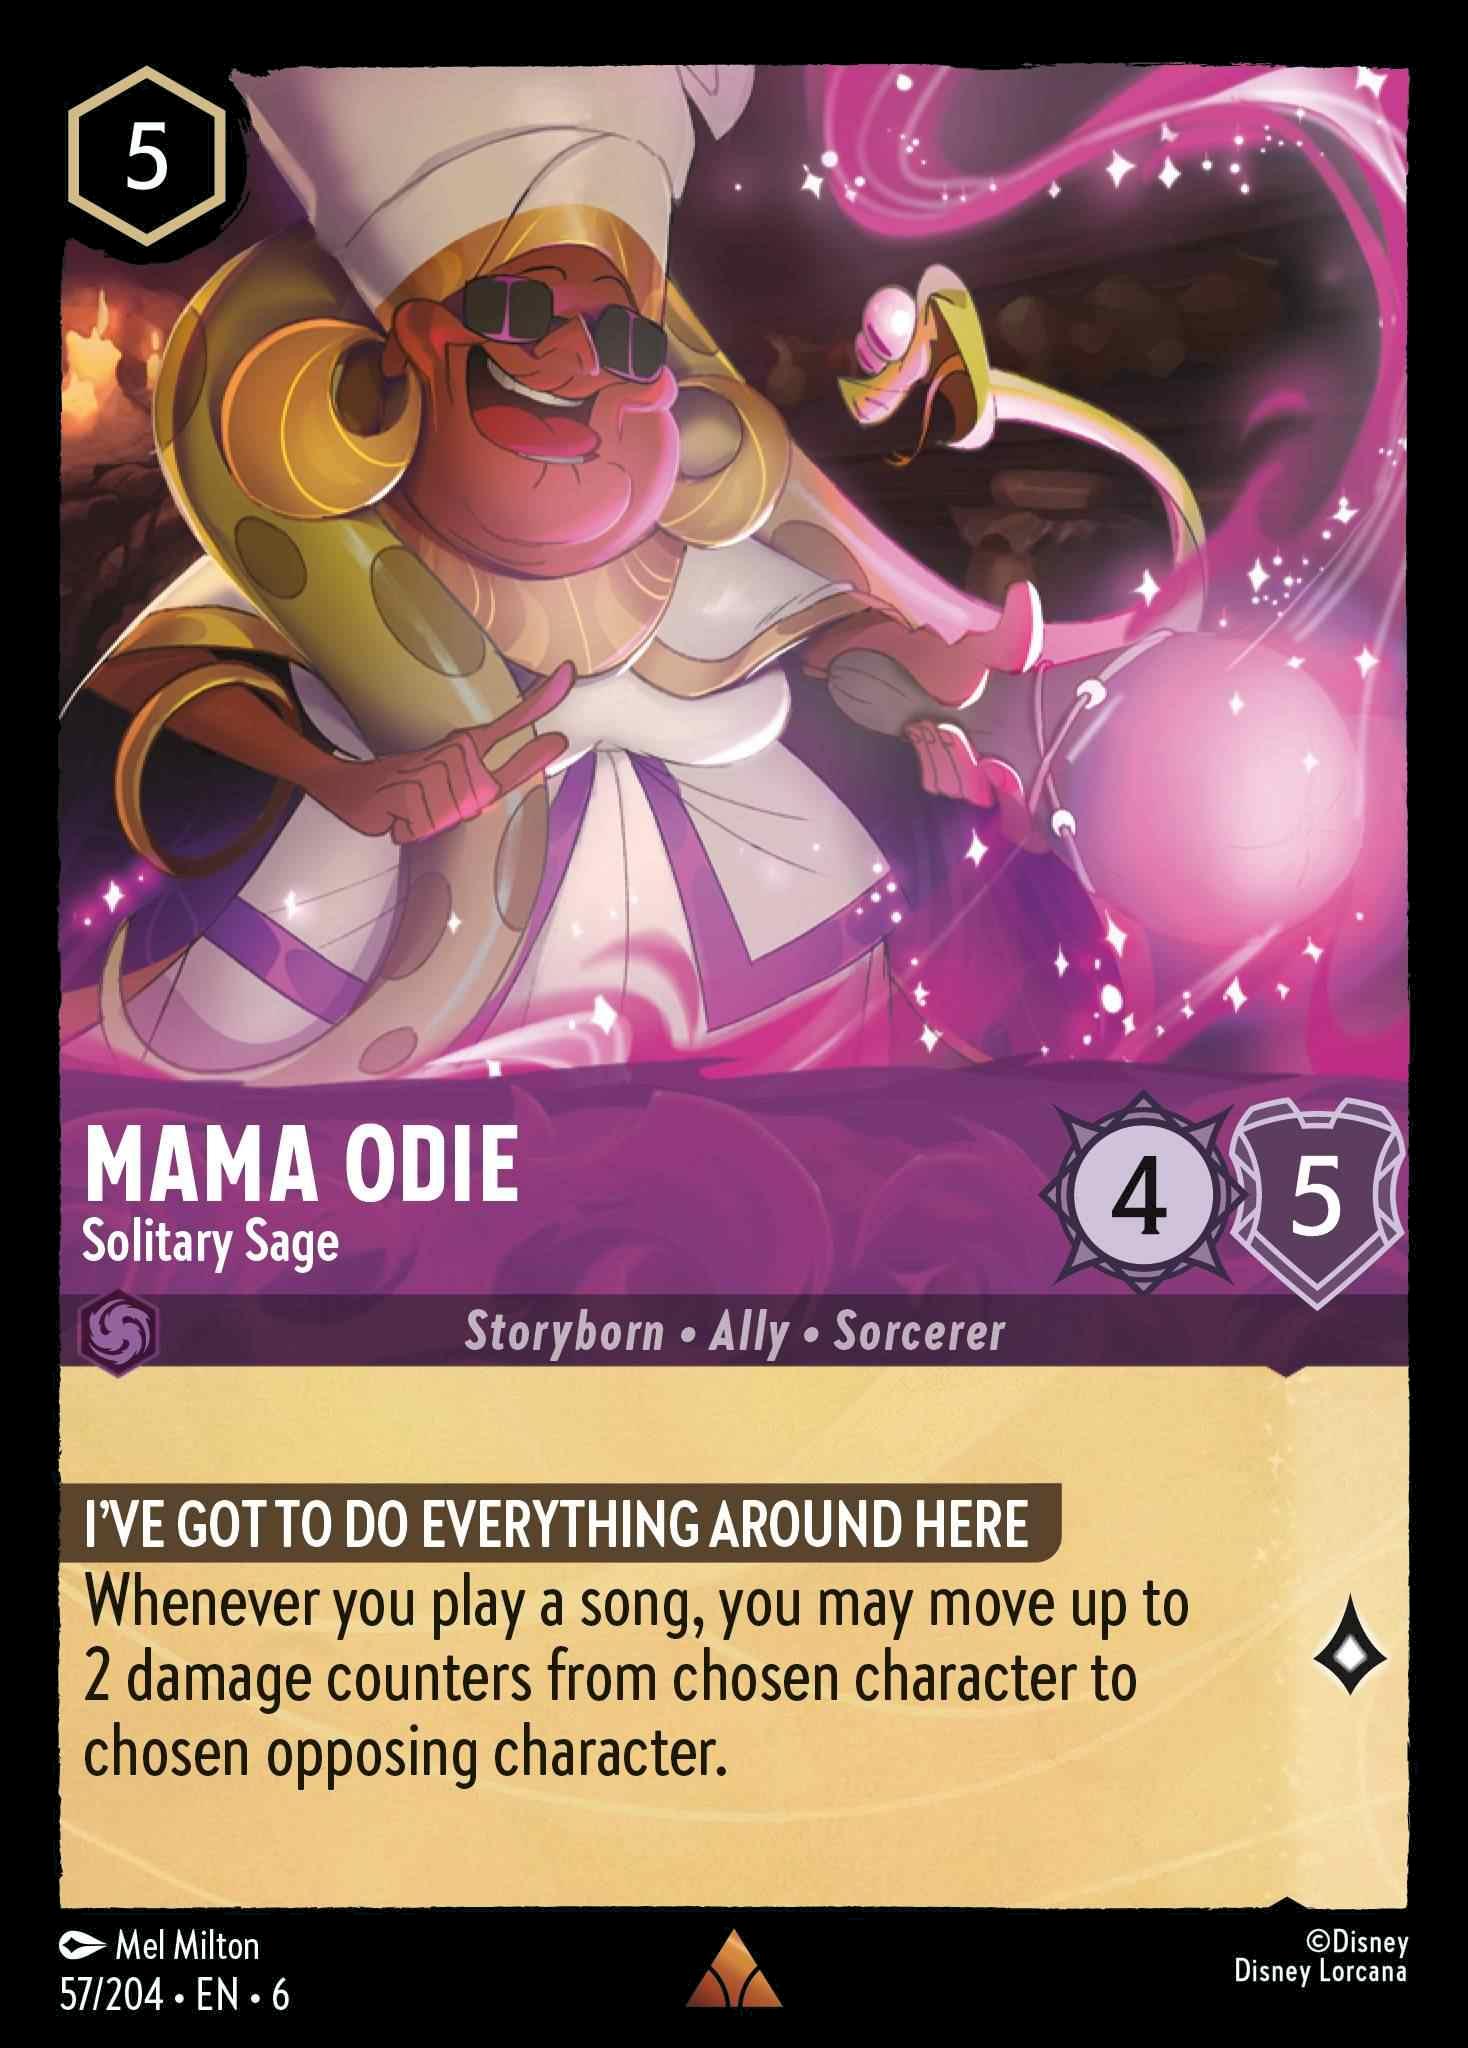 5
MAMA ODIE
Solitary Sage
4
5
Storyborn • Ally • Sorcerer
I'VE GOT TO DO EVERYTHING AROUND HERE
Whenever you play a song, you may move up to
2 damage counters from chosen character to
chosen opposing character.
Mel Milton
57/204 • EN • 6
©Disney
Disney Lorcana